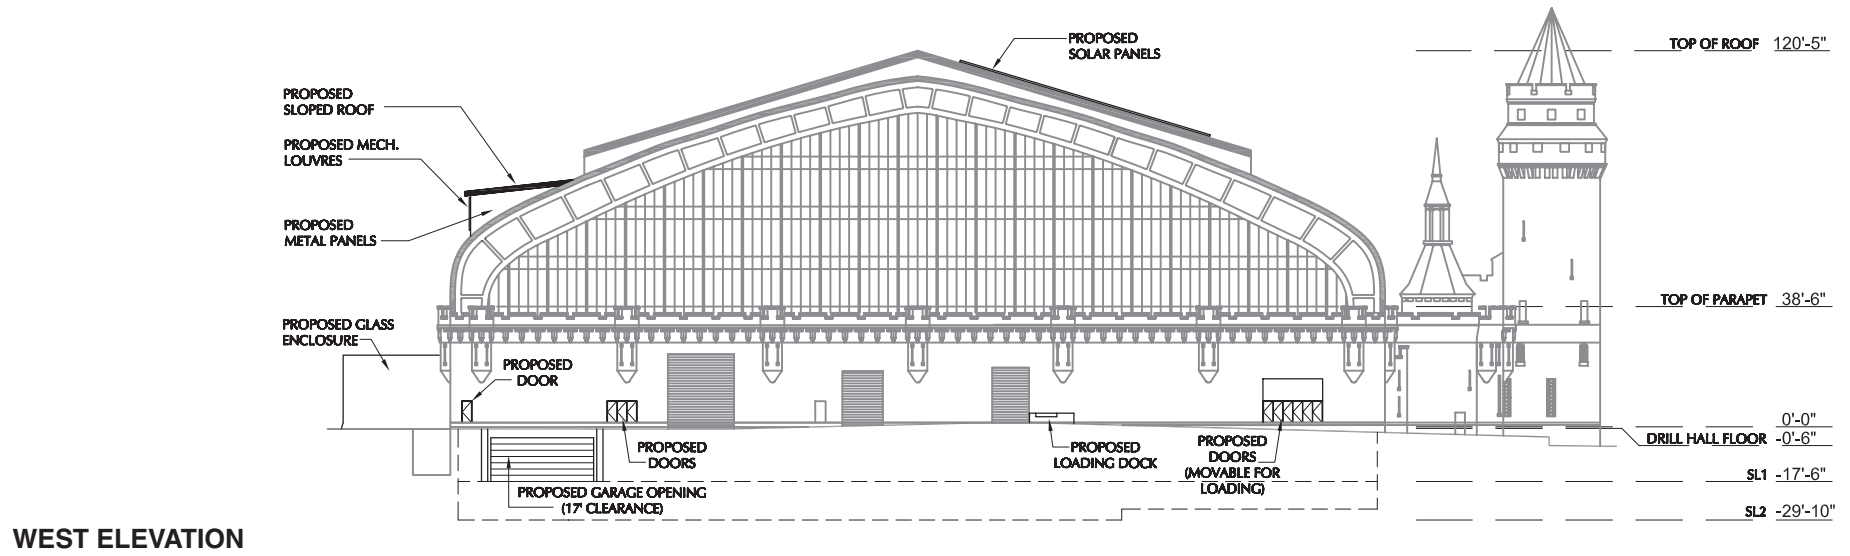 PROPOSED
SOLAR PANELS
TOP OF ROOF 120'-5"
PROPOSED
SLOPED ROOF
PROPOSED MECH.
LOUVRES
PROPOSED
METAL PANELS
TOP OF PARAPET 38'-6"
PROPOSED GLASS
ENCLOSURE
PROPOSED
DOOR
0'-0"
DRILL HALL FLOOR -0'-6"
PROPOSED
DOORS
PROPOSED
LOADING DOCK
PROPOSED
DOORS
(MOVABLE FOR
LOADING)
SL1 -17'-6"
PROPOSED GARAGE OPENING
(17' CLEARANCE)
SL2 -29'-10"
WEST ELEVATION